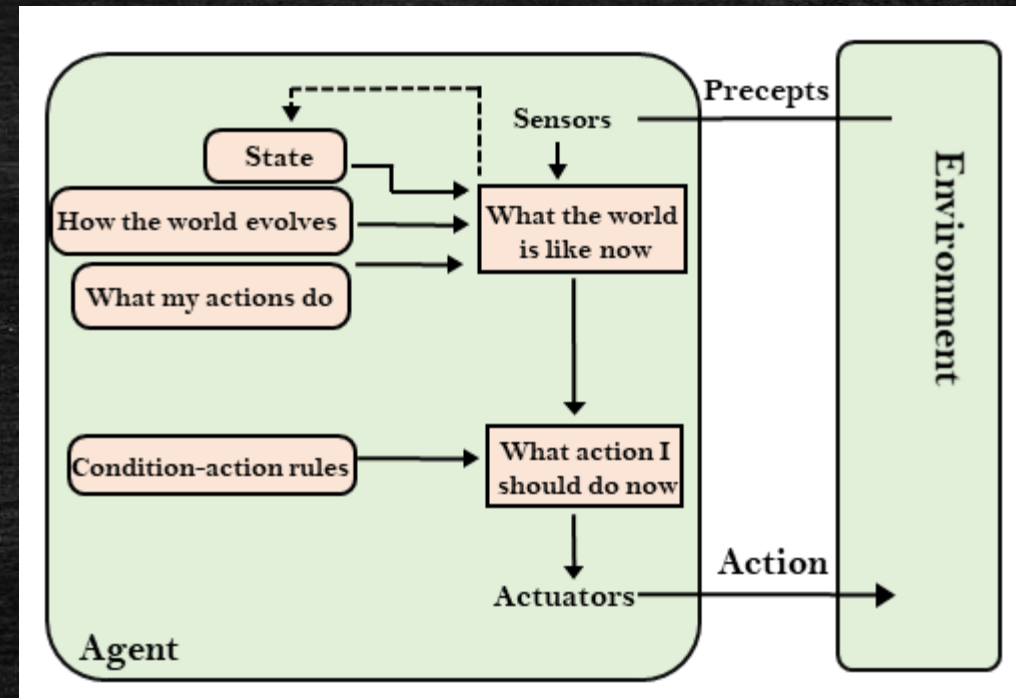 Precepts
Sensors
State
What the world
is like now
How the world evolves
What my actions do
Environment
Condition-action rules
What action I
should do now
Action
Actuators
Agent